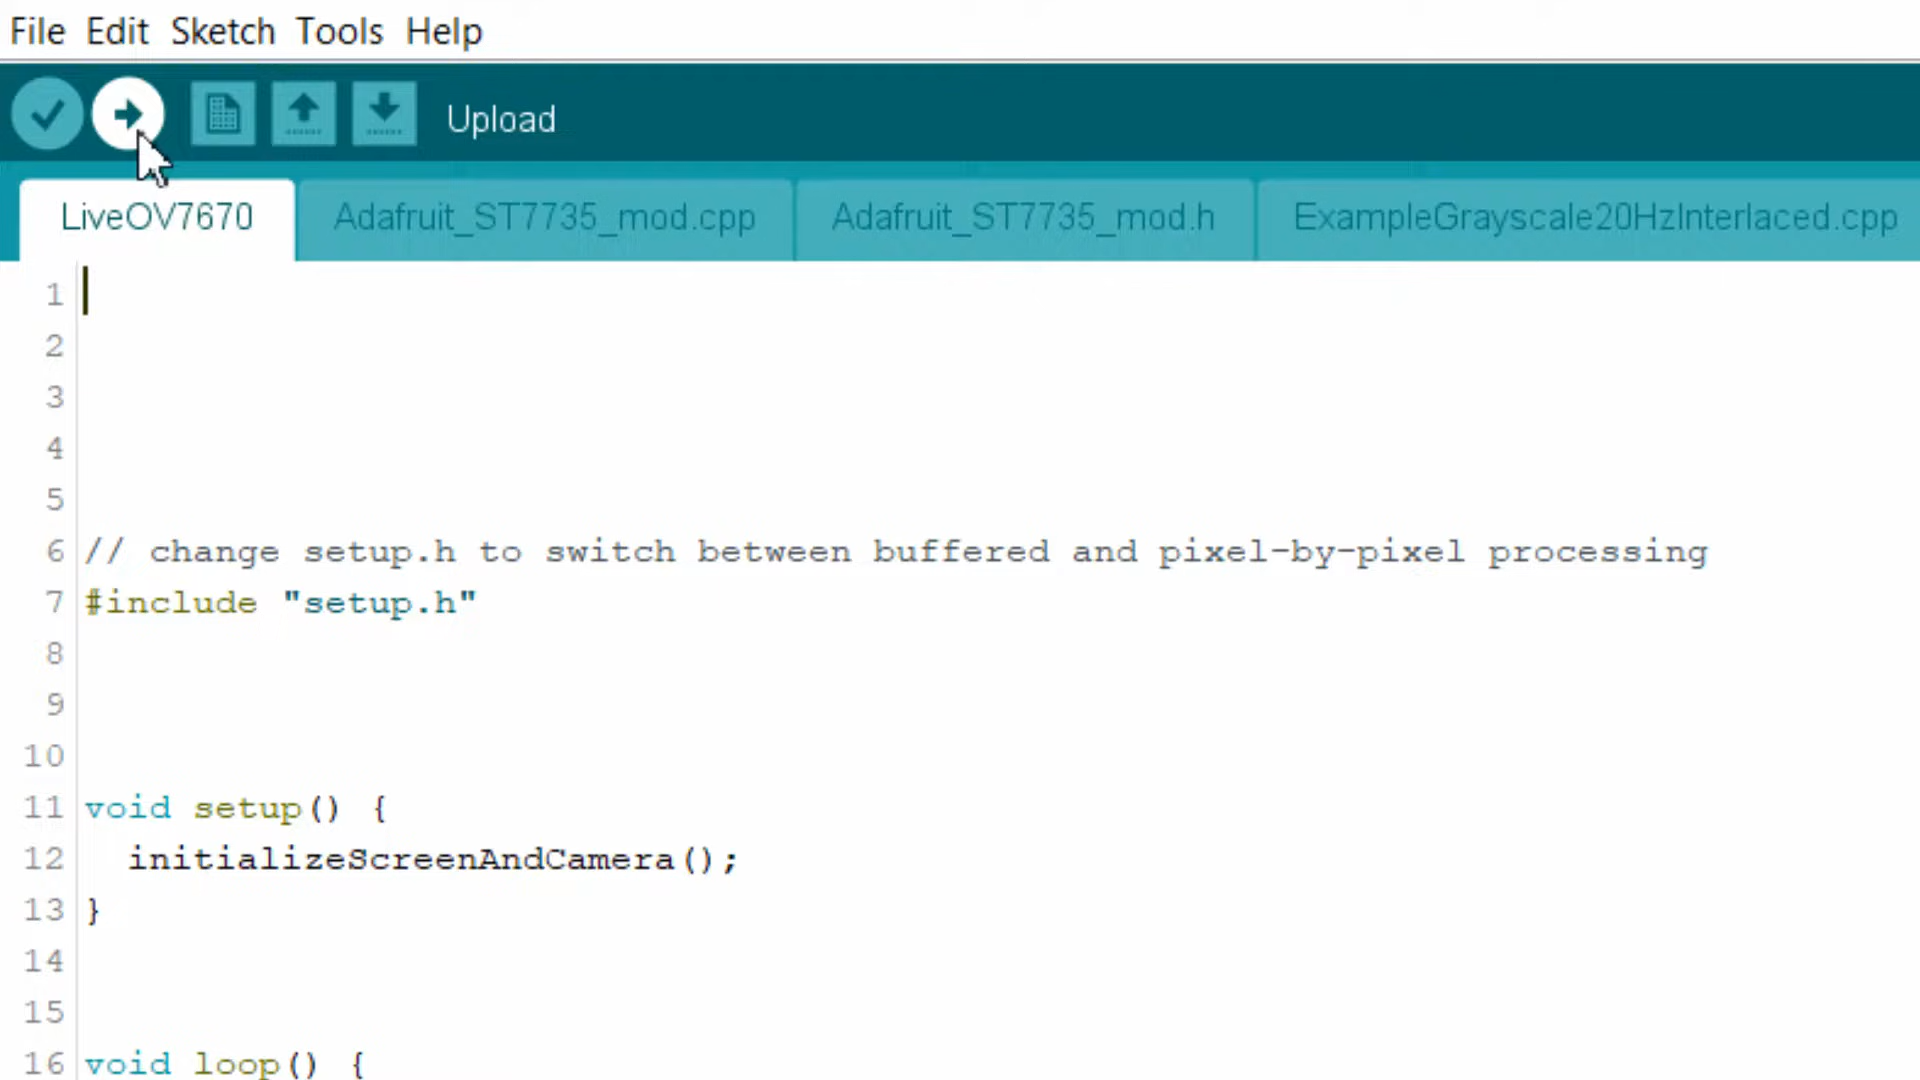 File Edit Sketch Tools Help
Upload
LiveOV7670 Adafruit_ST7735_mod.cpp Adafruit_ST7735_mod.h ExampleGrayscale20HzInterlaced.cpp
1
2
3
4
5
6 // change setup.h to switch between buffered and pixel-by-pixel processing
7 #include "setup.h"
8
9
10
11 void setup() {
12   initializeScreenAndCamera();
13 }
14
15
16 void loop() {